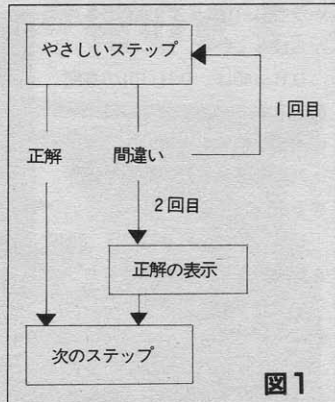 やさしいステップ
1回目
正解
間違い
2回目
正解の表示
次のステップ
図1